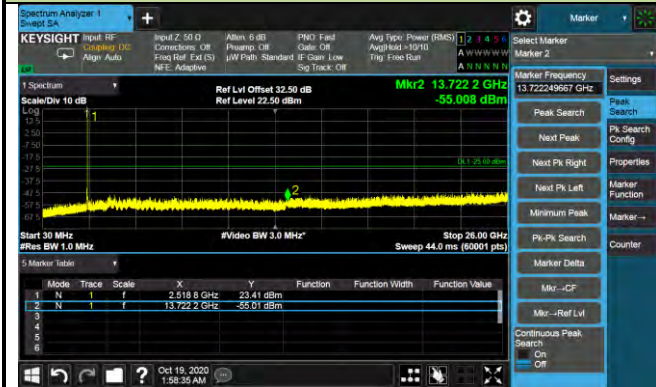 Spectrum Analyzer 1
Swept SA
+
Marker
KEYSIGHT
Input: RF
Coupling: DC
Align: Auto
Input Z: 50 Ω
Corrections: Off
Freq Ref: Ext (S)
NFE: Adaptive
Atten: 6 dB
Preamp: Off
µW Path: Standard
PNO: Fast
Gate: Off
IF Gain: Low
Sig Track: Off
Avg Type: Power (RMS)
Avg|Hold:>10/10
Trig: Free Run
1 2 3 4 5 6
A W W W W W
A N N N N N
Select Marker
Marker 2
1 Spectrum
Scale/Div 10 dB
Ref Lvl Offset 32.50 dB
Ref Level 22.50 dBm
Mkr2 13.722 2 GHz
-55.008 dBm
Log
12.5
2.50
-7.50
-17.5
-27.5
-37.5
-47.5
-57.5
-67.5
1
2
DL1 -25.00 dBm
Start 30 MHz
#Res BW 1.0 MHz
#Video BW 3.0 MHz*
Stop 26.00 GHz
Sweep 44.0 ms (60001 pts)
5 Marker Table
Mode Trace Scale X Y Function Function Width Function Value
1 N 1 f 2.518 8 GHz 23.41 dBm
2 N 1 f 13.722 2 GHz -55.01 dBm
3
4
5
6
Marker Frequency
13.722249667 GHz
Peak Search
Next Peak
Next Pk Right
Next Pk Left
Minimum Peak
Pk-Pk Search
Marker Delta
Mkr→CF
Mkr→Ref Lvl
Continuous Peak
Search
On
Off
Settings
Peak
Search
Pk Search
Config
Properties
Marker
Function
Marker→
Counter
?
Oct 19, 2020
1:58:35 AM